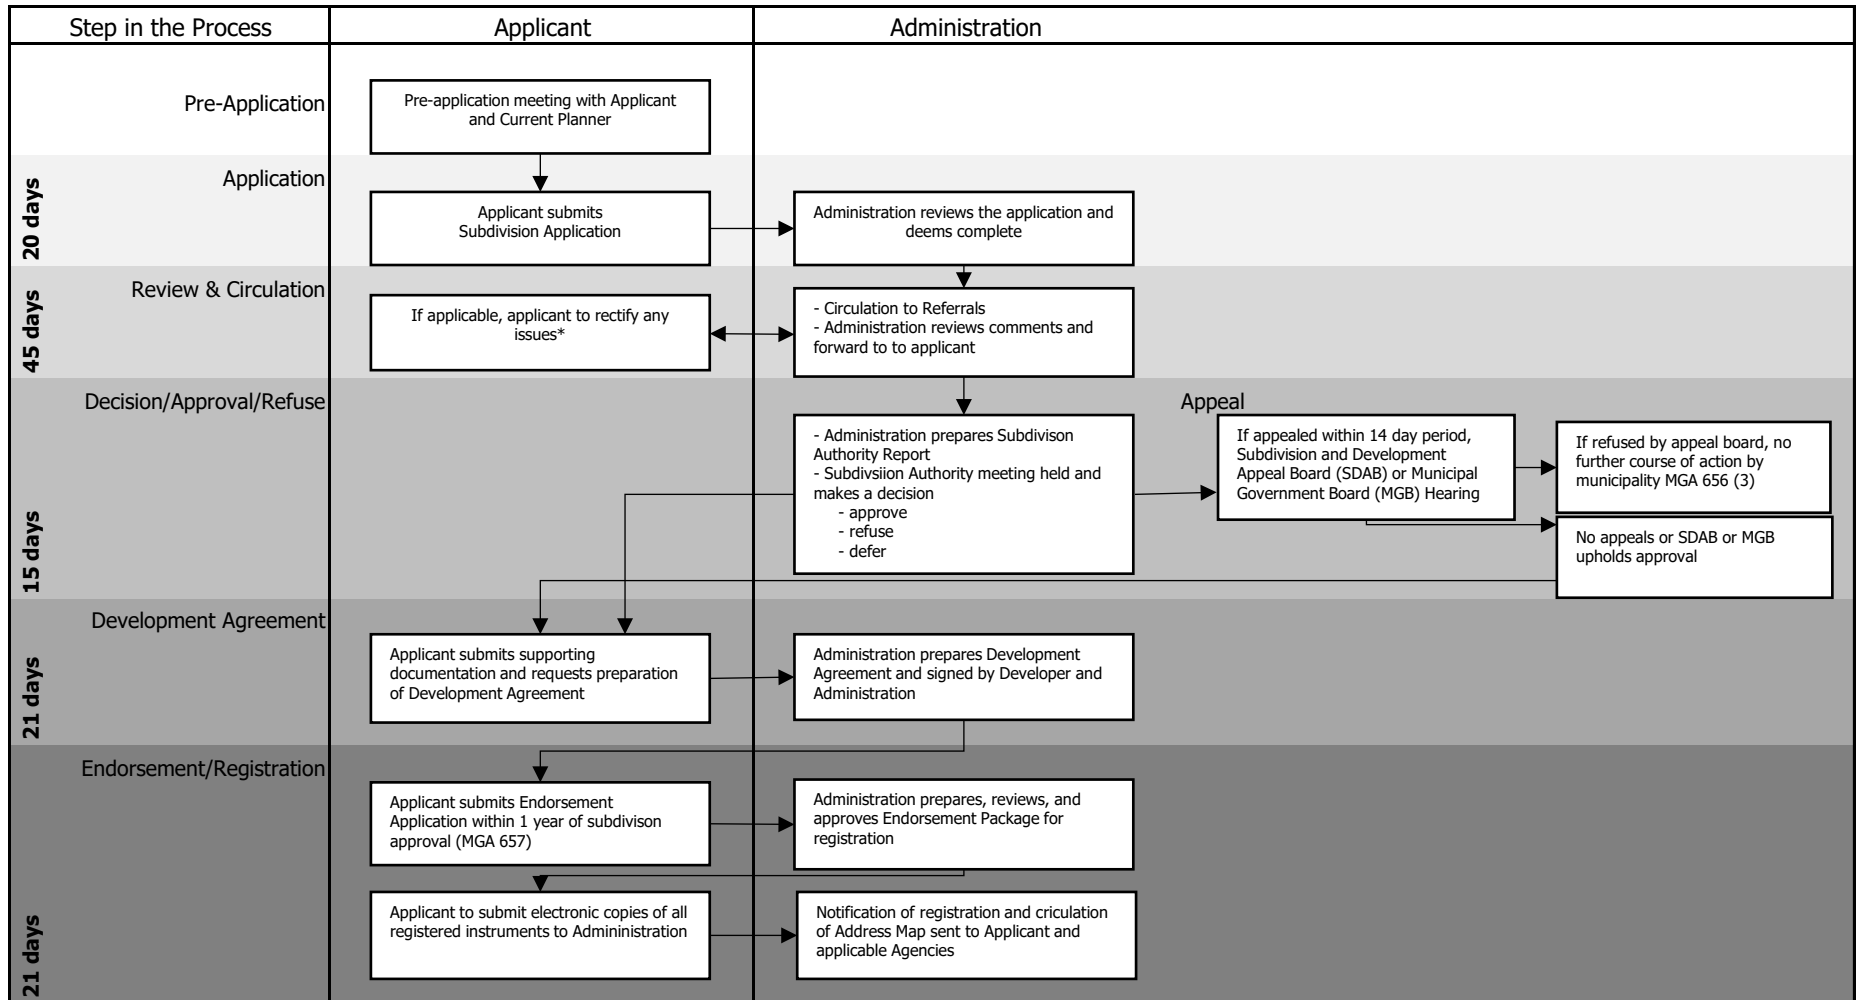 Step in the Process
Applicant
Administration
Pre-Application
Pre-application meeting with Applicant
and Current Planner
20 days
Application
Applicant submits
Subdivision Application
Administration reviews the application and
deems complete
45 days
Review & Circulation
If applicable, applicant to rectify any
issues*
- Circulation to Referrals
- Administration reviews comments and
forward to to applicant
15 days
Decision/Approval/Refuse
- Administration prepares Subdivison
Authority Report
- Subdivsiion Authority meeting held and
makes a decision
- approve
- refuse
- defer
Appeal
If appealed within 14 day period,
Subdivision and Development
Appeal Board (SDAB) or Municipal
Government Board (MGB) Hearing
If refused by appeal board, no
further course of action by
municipality MGA 656 (3)
No appeals or SDAB or MGB
upholds approval
21 days
Development Agreement
Applicant submits supporting
documentation and requests preparation
of Development Agreement
Administration prepares Development
Agreement and signed by Developer and
Administration
21 days
Endorsement/Registration
Applicant submits Endorsement
Application within 1 year of subdivison
approval (MGA 657)
Administration prepares, reviews, and
approves Endorsement Package for
registration
Applicant to submit electronic copies of all
registered instruments to Admininistration
Notification of registration and criculation
of Address Map sent to Applicant and
applicable Agencies